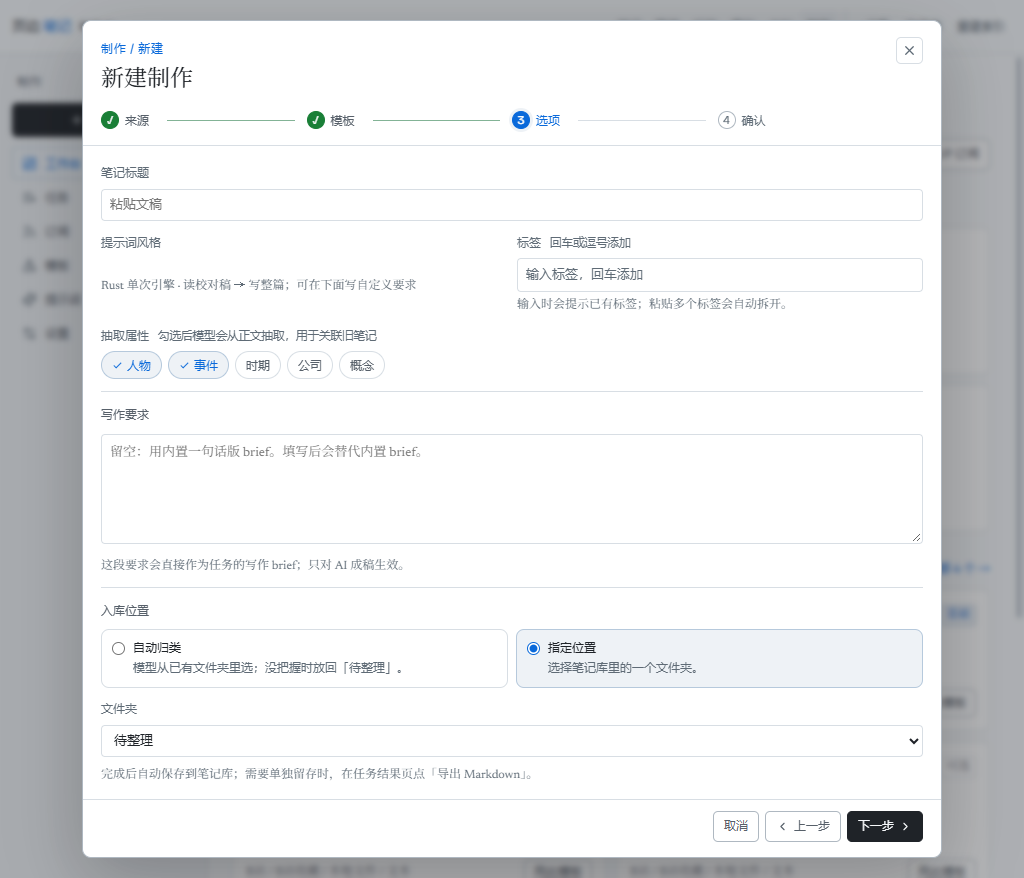 制作 / 新建
新建制作
来源
模板
3 选项
4 确认
笔记标题
粘贴文稿
提示词风格
Rust 单次引擎 · 读校对稿 → 写整篇；可在下面写自定义要求
标签 回车或逗号添加
输入标签，回车添加
输入时会提示已有标签；粘贴多个标签会自动拆开。
抽取属性 勾选后模型会从正文抽取，用于关联旧笔记
人物 事件 时期 公司 概念
写作要求
留空：用内置一句话版 brief。填写后会替代内置 brief。
这段要求会直接作为任务的写作 brief；只对 AI 成稿生效。
入库位置
自动归类
模型从已有文件夹里选；没把握时放回「待整理」。
指定位置
选择笔记库里的一个文件夹。
文件夹
待整理
完成后自动保存到笔记库；需要单独留存时，在任务结果页点「导出 Markdown」。
取消 上一步 下一步